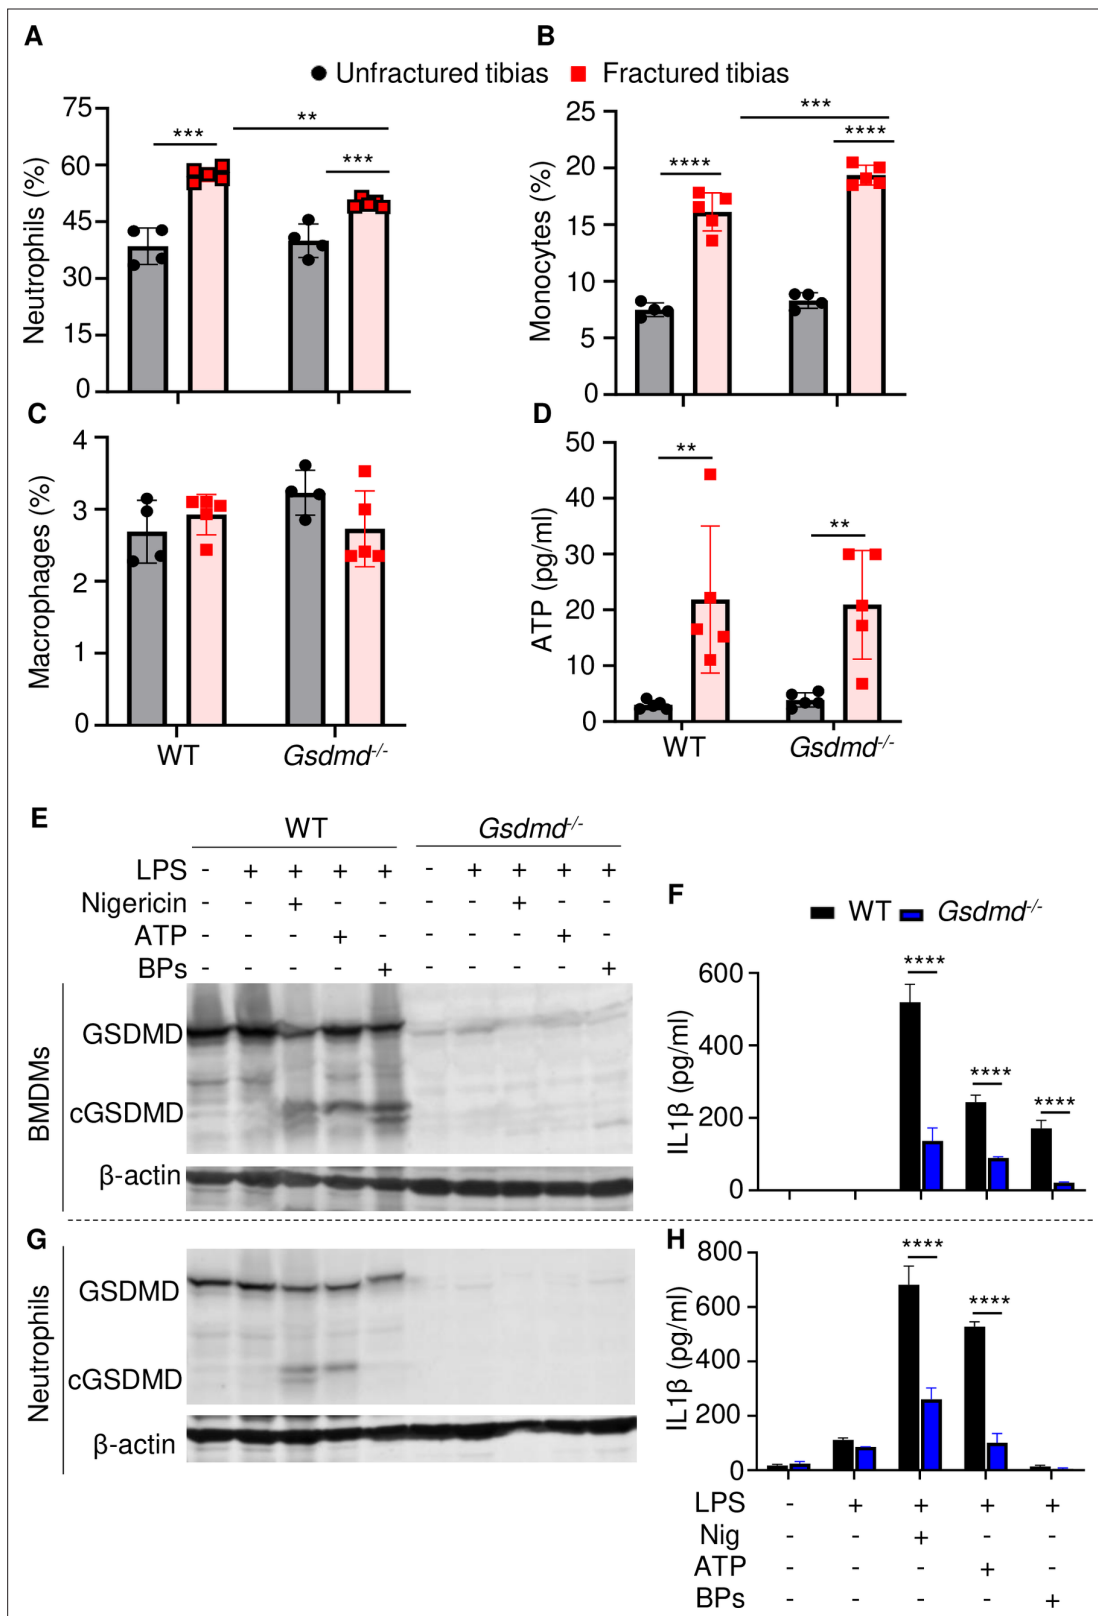 A
B
Unfractured tibias
Fractured tibias
75
60
45
30
15
0
Neutrophils (%)
***
**
***
25
20
15
10
5
0
Monocytes (%)
****
***
****
C
D
4
3
2
1
0
Macrophages (%)
WT
Gsdmd-/-
50
40
30
20
10
0
ATP (pg/ml)
**
**
WT
Gsdmd-/-
E
WT
Gsdmd-/-
LPS - + + + + - + + + +
Nigericin - - + - - - - + - -
ATP - - - + - - - - + -
BPs - - - - + - - - - +
BMDMs
GSDMD
cGSDMD
β-actin
F
WT
Gsdmd-/-
600
400
200
0
IL1β (pg/ml)
****
****
****
G
Neutrophils
GSDMD
cGSDMD
β-actin
H
800
600
400
200
0
IL1β (pg/ml)
****
****
LPS - + + + +
Nig - - + - -
ATP - - - + -
BPs - - - - +